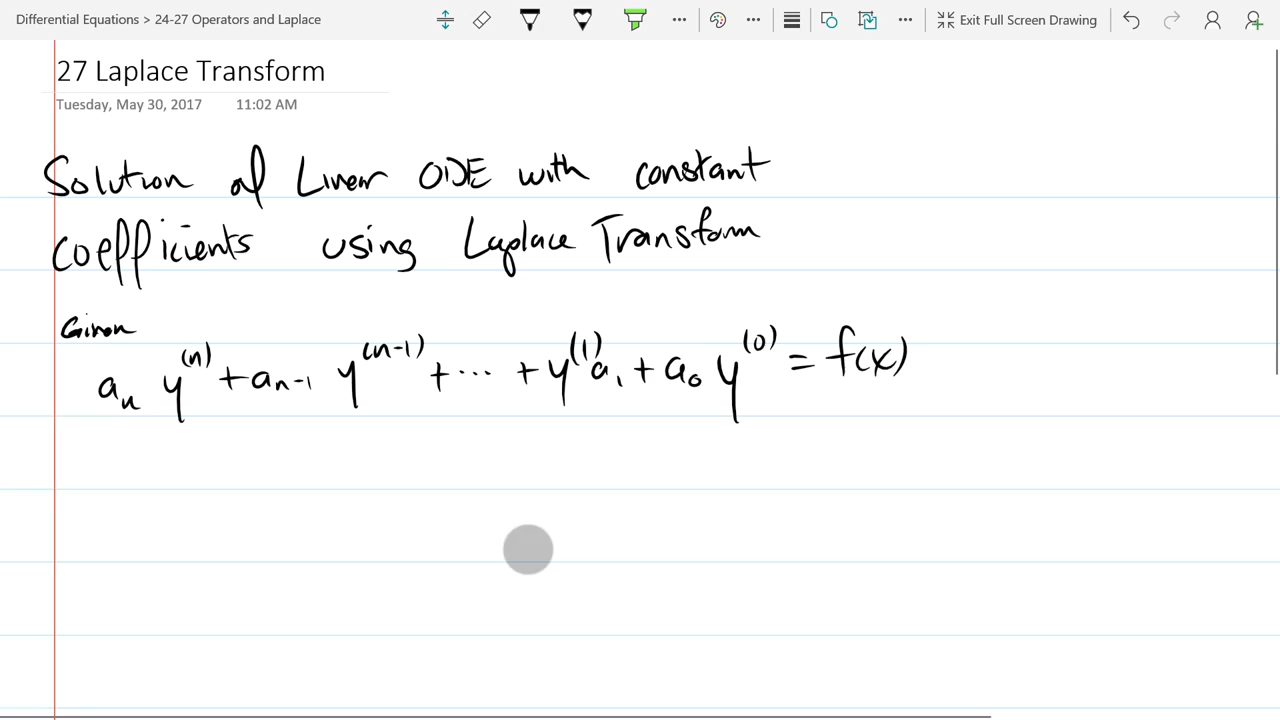 Differential Equations > 24-27 Operators and Laplace
Exit Full Screen Drawing
27 Laplace Transform
Tuesday, May 30, 2017 11:02 AM
Solution of Linear ODE with constant
coefficients using Laplace Transform
Given
aₙ y⁽ⁿ⁾ + aₙ₋₁ y⁽ⁿ⁻¹⁾ + ... + y⁽¹⁾a₁ + a₀ y⁽⁰⁾ = f(x)